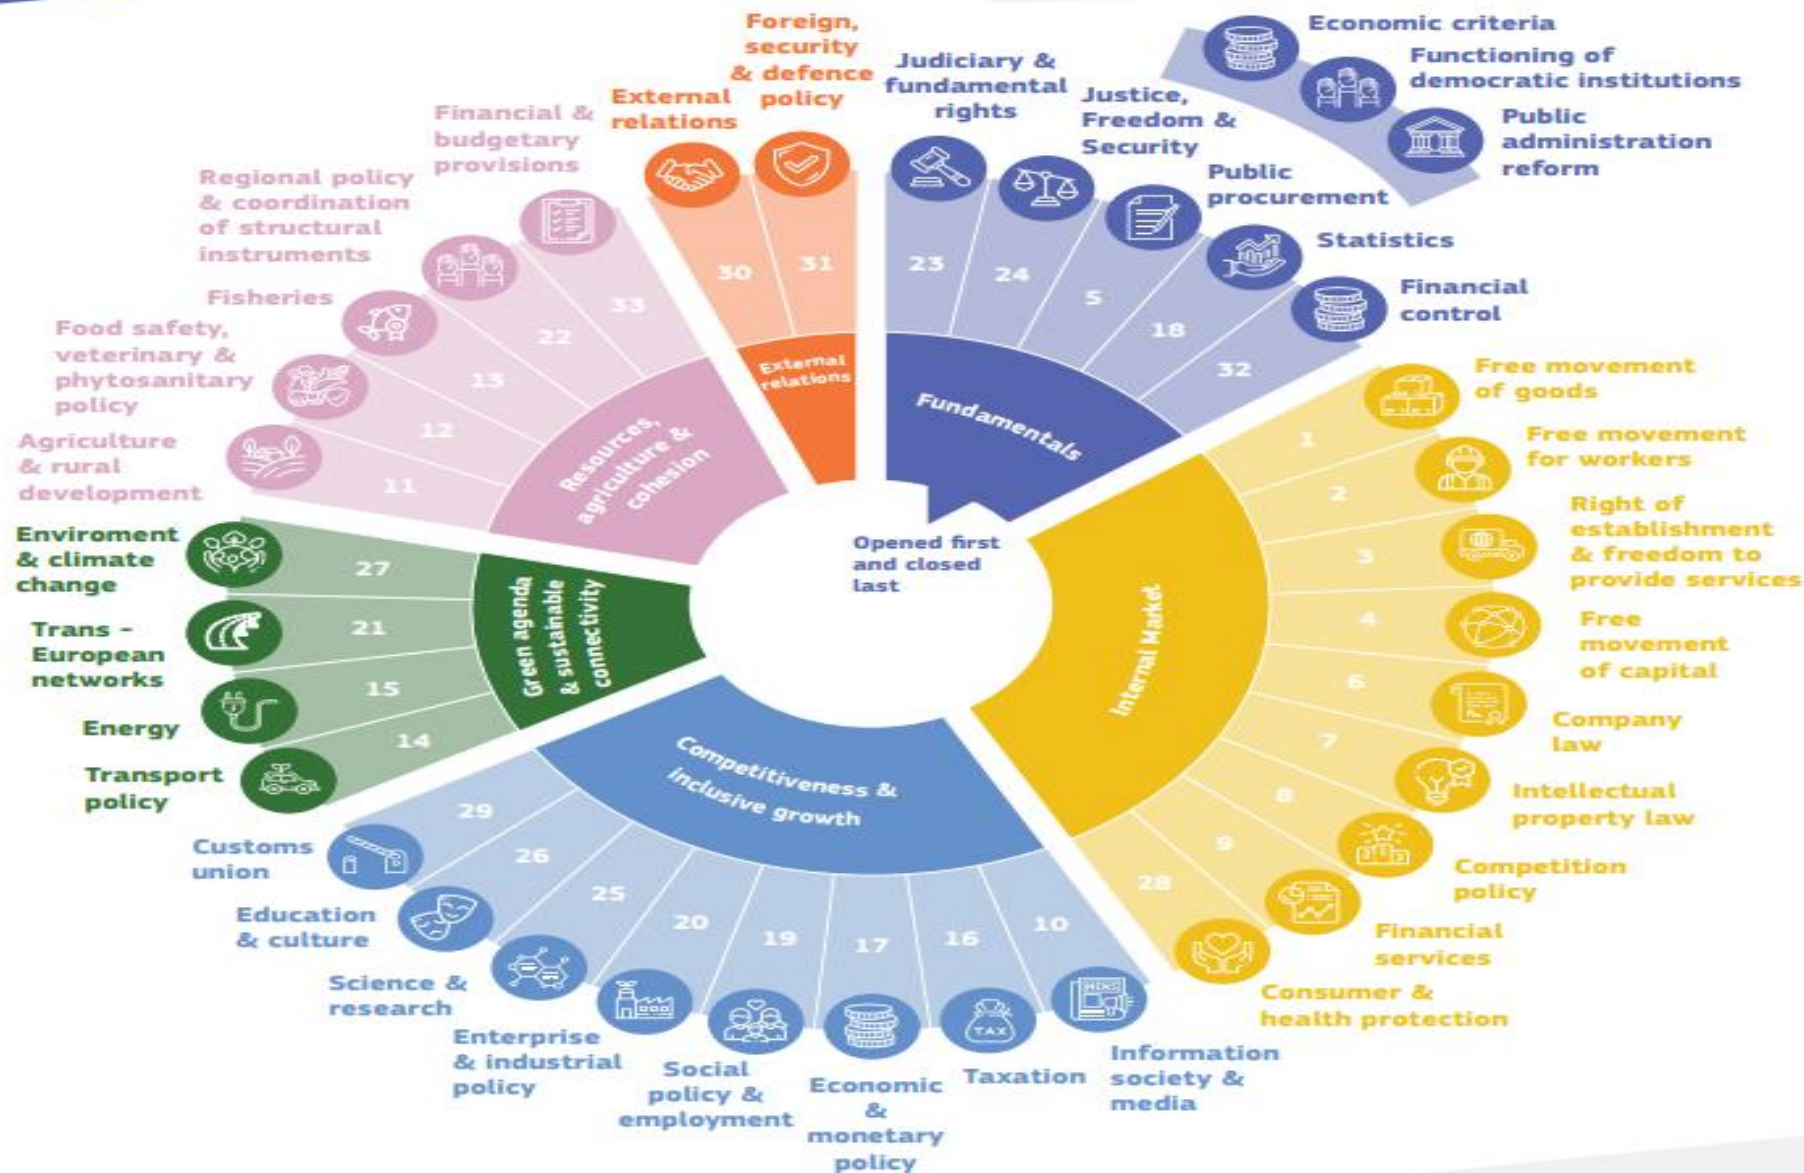 Economic criteria
Functioning of
democratic institutions
Public
administration
reform
Foreign,
security
& defence
policy
External
relations
Judiciary &
fundamental
rights
Justice,
Freedom &
Security
Public
procurement
Statistics
Financial
control
23
24
5
18
32
Fundamentals
Opened first
and closed
last
Free movement
of goods
Free movement
for workers
Right of
establishment
& freedom to
provide services
Free
movement
of capital
Company
law
Intellectual
property law
Competition
policy
Financial
services
Consumer &
health protection
1
2
3
4
6
7
8
9
28
Internal Market
Information
society &
media
Taxation
Economic
&
monetary
policy
Social
policy &
employment
Enterprise
& industrial
policy
Science &
research
Education
& culture
Customs
union
10
16
17
19
20
25
26
29
NEWS
TAX
Competitiveness &
inclusive growth
Transport
policy
Energy
Trans -
European
networks
Enviroment
& climate
change
14
15
21
27
Green agenda
& sustainable
connectivity
Agriculture
& rural
development
Food safety,
veterinary &
phytosanitary
policy
Fisheries
Regional policy
& coordination
of structural
instruments
Financial &
budgetary
provisions
11
12
13
22
33
Resources,
agriculture &
cohesion
30
31
External
relations